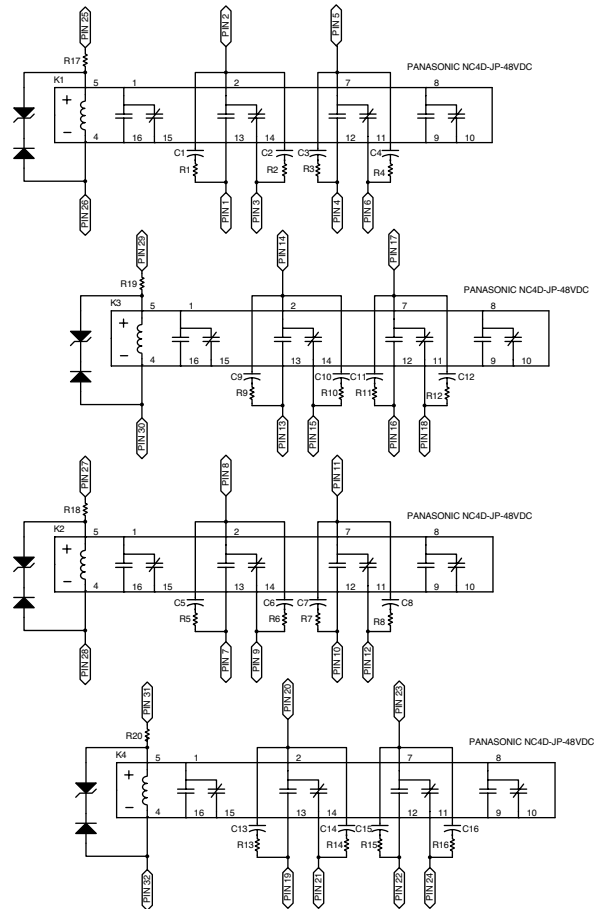 PIN 25
PIN 2
PIN 5
R17
PANASONIC NC4D-JP-48VDC
K1
5 1 2 7 8
+
−
4 16 15 13 14 12 11 9 10
C1 C2 C3 C4
R1 R2 R3 R4
PIN 26
PIN 1
PIN 3
PIN 4
PIN 6
PIN 29
PIN 14
PIN 17
R19
PANASONIC NC4D-JP-48VDC
K3
5 1 2 7 8
+
−
4 16 15 13 14 12 11 9 10
C9 C10 C11 C12
R9 R10 R11 R12
PIN 30
PIN 13
PIN 15
PIN 16
PIN 18
PIN 27
PIN 8
PIN 11
R18
PANASONIC NC4D-JP-48VDC
K2
5 1 2 7 8
+
−
4 16 15 13 14 12 11 9 10
C5 C6 C7 C8
R5 R6 R7 R8
PIN 28
PIN 7
PIN 9
PIN 10
PIN 12
PIN 31
PIN 20
PIN 23
R20
PANASONIC NC4D-JP-48VDC
K4
5 1 2 7 8
+
−
4 16 15 13 14 12 11 9 10
C13 C14 C15 C16
R13 R14 R15 R16
PIN 32
PIN 19
PIN 21
PIN 22
PIN 24